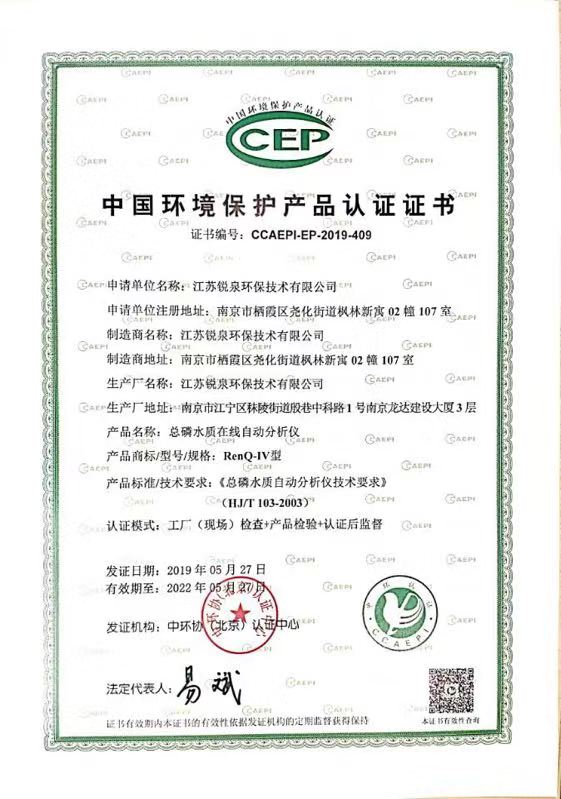 中国环境保护产品认证
CEP
中国环境保护产品认证证书
证书编号：CCAEPI-EP-2019-409
申请单位名称：江苏锐泉环保技术有限公司
申请单位注册地址：南京市栖霞区尧化街道枫林新寓 02 幢 107 室
制造商名称：江苏锐泉环保技术有限公司
制造商地址：南京市栖霞区尧化街道枫林新寓 02 幢 107 室
生产厂名称：江苏锐泉环保技术有限公司
生产厂地址：南京市江宁区秣陵街道殷巷中科路 1 号南京龙达建设大厦 3 层
产品名称：总磷水质在线自动分析仪
产品商标/型号/规格：RenQ-IV型
产品标准/技术要求：《总磷水质自动分析仪技术要求》
（HJ/T 103-2003）
认证模式：工厂（现场）检查+产品检验+认证后监督
发证日期：2019 年 05 月 27 日
有效期至：2022 年 05 月 27 日
发证机构：中环协（北京）认证中心
中环协（北京）认证中心
中环协认证
CCAEPI
法定代表人：易斌
证书有效期内本证书的有效性依据发证机构的定期监督获得保持
本证书有效性查询